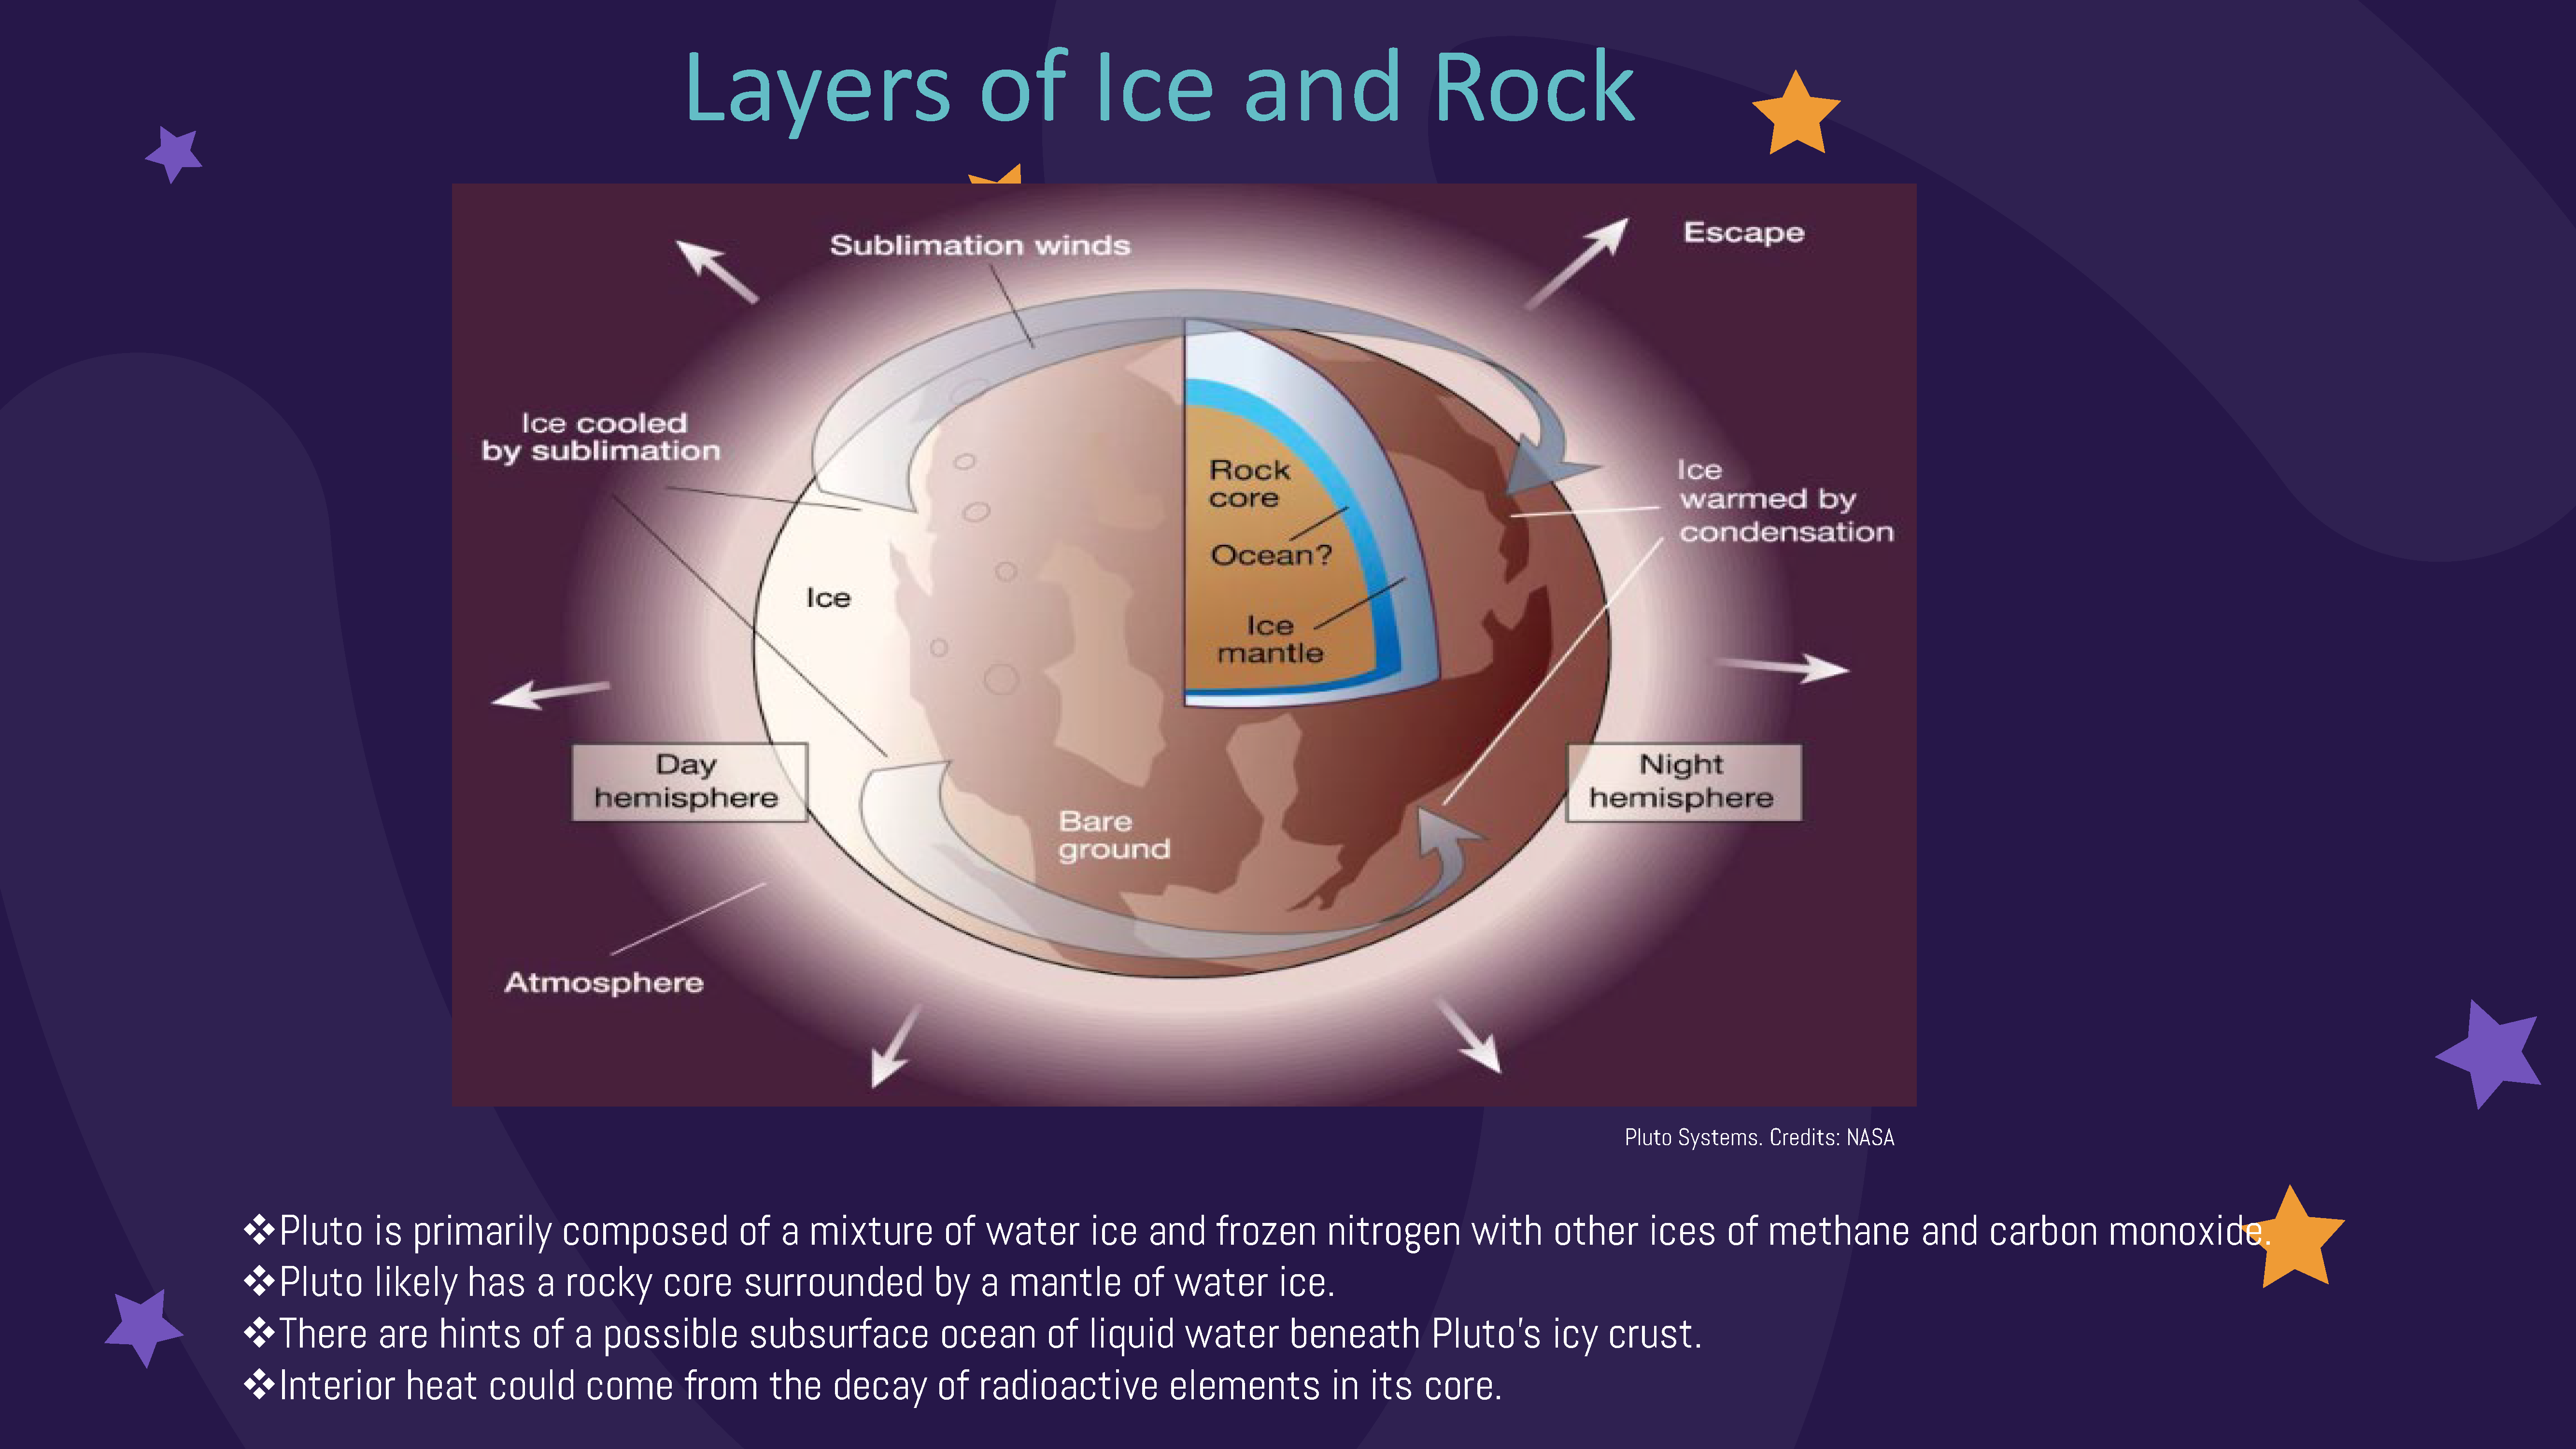 Layers of Ice and Rock
Sublimation winds
Escape
Ice cooled
by sublimation
Rock
core
Ocean?
Ice
mantle
Ice
warmed by
condensation
Ice
Day
hemisphere
Night
hemisphere
Bare
ground
Atmosphere
Pluto Systems. Credits: NASA
❖Pluto is primarily composed of a mixture of water ice and frozen nitrogen with other ices of methane and carbon monoxide.
❖Pluto likely has a rocky core surrounded by a mantle of water ice.
❖There are hints of a possible subsurface ocean of liquid water beneath Pluto's icy crust.
❖Interior heat could come from the decay of radioactive elements in its core.